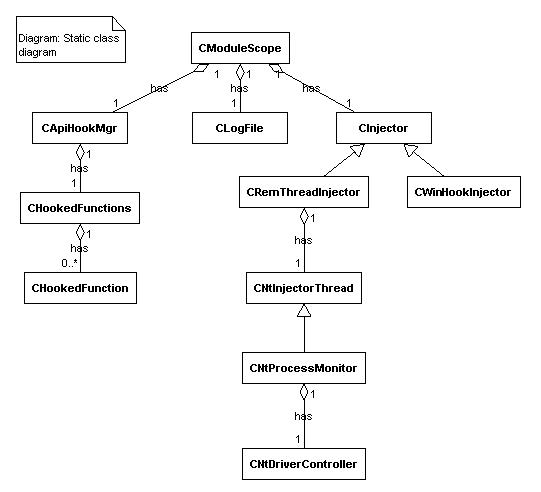 Diagram: Static class
diagram
CModuleScope
1
1
1
has
has
has
1
1
1
CApiHookMgr
CLogFile
CInjector
1
has
1
CHookedFunctions
CRemThreadInjector
CWinHookInjector
1
has
0..*
1
has
1
CHookedFunction
CNtInjectorThread
CNtProcessMonitor
1
has
1
CNtDriverController